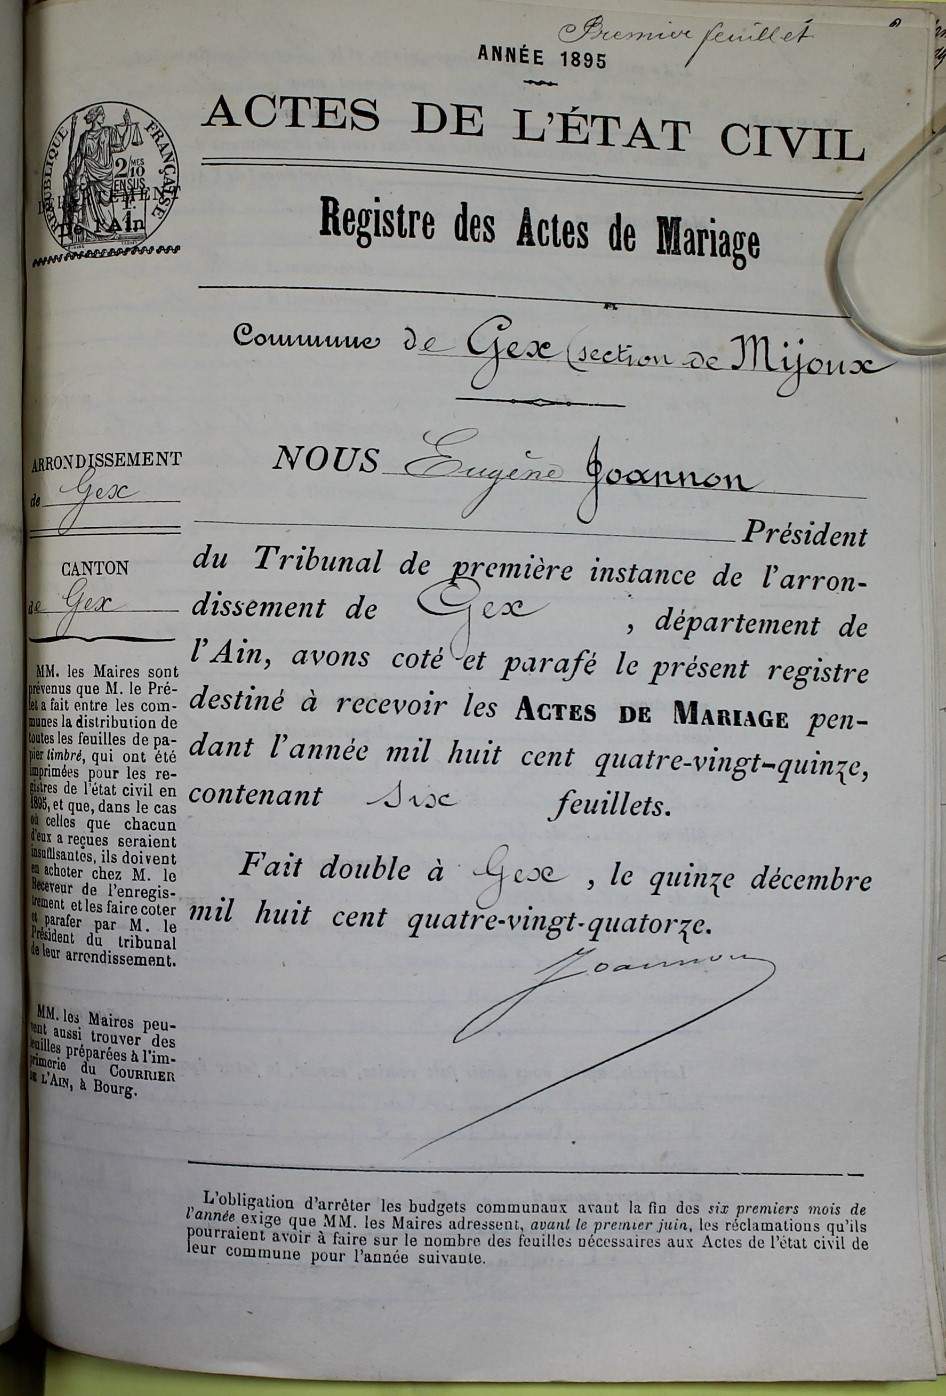 Premier feuillet
ANNÉE 1895
ACTES DE L'ÉTAT CIVIL
RÉPUBLIQUE FRANÇAISE
2/10 MES
EN SUS
DÉPARTEMENT
De l'Ain
Registre des Actes de Mariage
Commune de Gex (section de Mijoux
ARRONDISSEMENT
de Gex
CANTON
de Gex
MM. les Maires sont
prévenus que M. le Pré-
fet a fait entre les com-
munes la distribution de
toutes les feuilles de pa-
pier timbré, qui ont été
imprimées pour les re-
gistres de l'état civil en
1895, et que, dans le cas
où celles que chacun
d'eux a reçues seraient
insuffisantes, ils doivent
en acheter chez M. le
Receveur de l'enregis-
trement et les faire coter
et parafer par M. le
Président du tribunal
de leur arrondissement.
MM. les Maires peu-
vent aussi trouver des
feuilles préparées à l'im-
primerie du COURRIER
DE L'AIN, à Bourg.
NOUS Eugène Joannon
Président
du Tribunal de première instance de l'arron-
dissement de Gex, département de
l'Ain, avons coté et parafé le présent registre
destiné à recevoir les ACTES DE MARIAGE pen-
dant l'année mil huit cent quatre-vingt-quinze,
contenant six feuillets.
Fait double à Gex, le quinze décembre
mil huit cent quatre-vingt-quatorze.
Joannon
L'obligation d'arrêter les budgets communaux avant la fin des six premiers mois de
l'année exige que MM. les Maires adressent, avant le premier juin, les réclamations qu'ils
pourraient avoir à faire sur le nombre des feuilles nécessaires aux Actes de l'état civil de
leur commune pour l'année suivante.